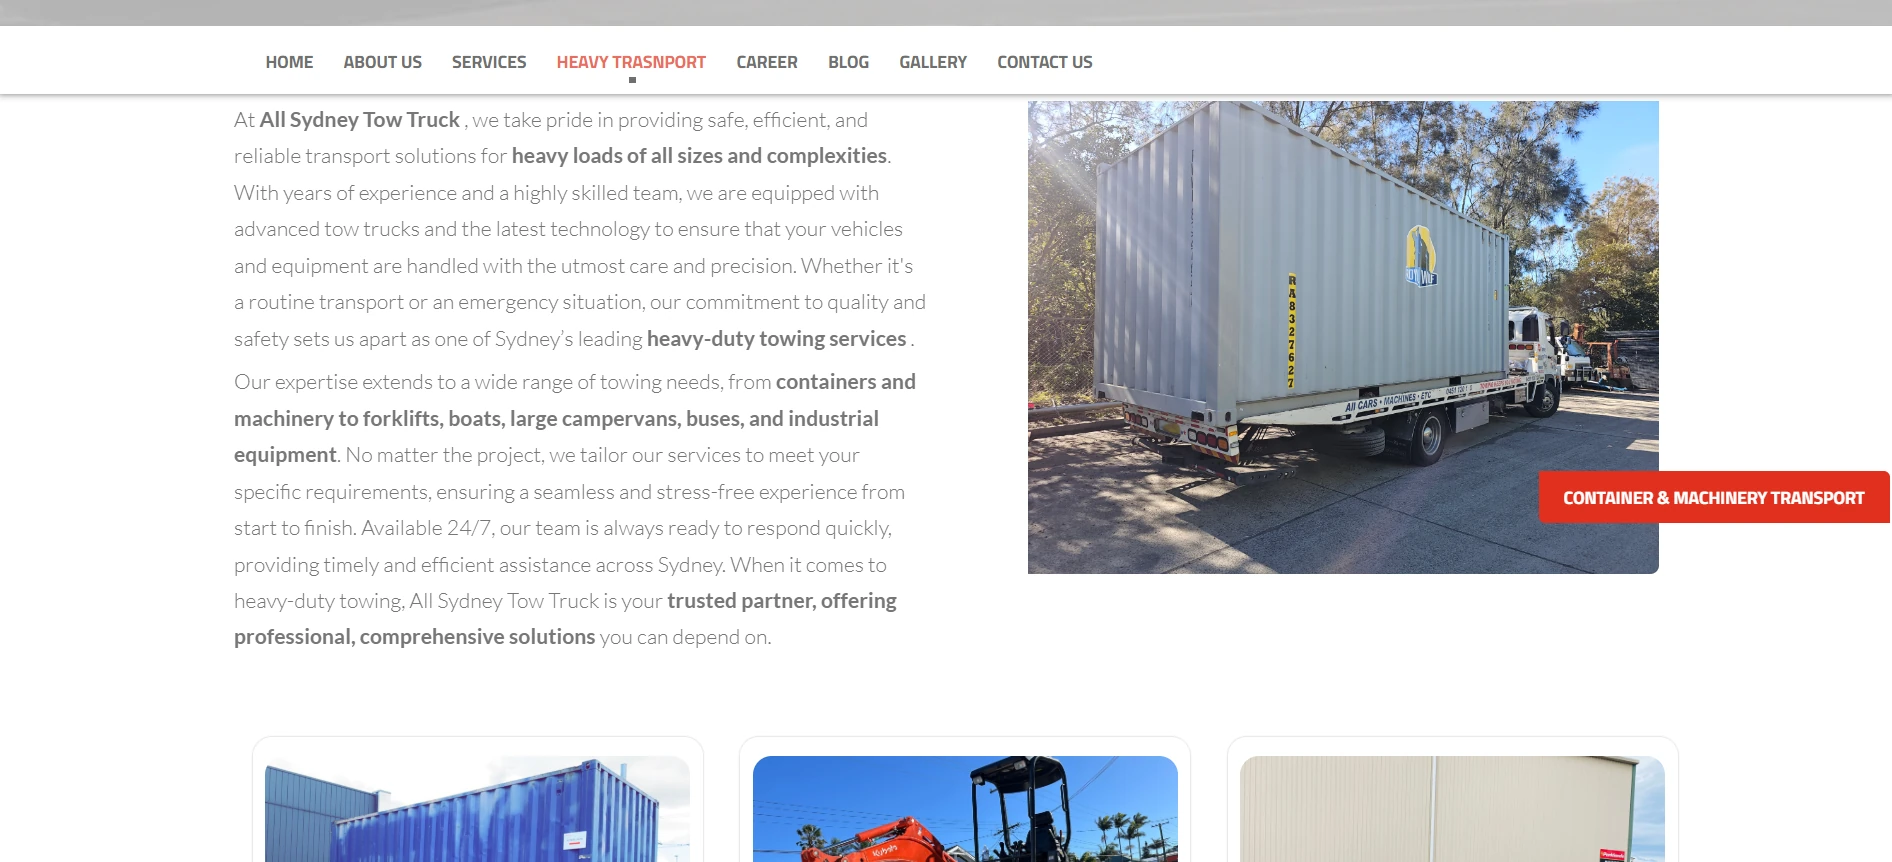 HOME ABOUT US SERVICES HEAVY TRASNPORT CAREER BLOG GALLERY CONTACT US
At All Sydney Tow Truck , we take pride in providing safe, efficient, and
reliable transport solutions for heavy loads of all sizes and complexities.
With years of experience and a highly skilled team, we are equipped with
advanced tow trucks and the latest technology to ensure that your vehicles
and equipment are handled with the utmost care and precision. Whether it's
a routine transport or an emergency situation, our commitment to quality and
safety sets us apart as one of Sydney’s leading heavy-duty towing services .
Our expertise extends to a wide range of towing needs, from containers and
machinery to forklifts, boats, large campervans, buses, and industrial
equipment. No matter the project, we tailor our services to meet your
specific requirements, ensuring a seamless and stress-free experience from
start to finish. Available 24/7, our team is always ready to respond quickly,
providing timely and efficient assistance across Sydney. When it comes to
heavy-duty towing, All Sydney Tow Truck is your trusted partner, offering
professional, comprehensive solutions you can depend on.
RA8327627
All CARS • MACHINES • ETC
CONTAINER & MACHINERY TRANSPORT
Kubota